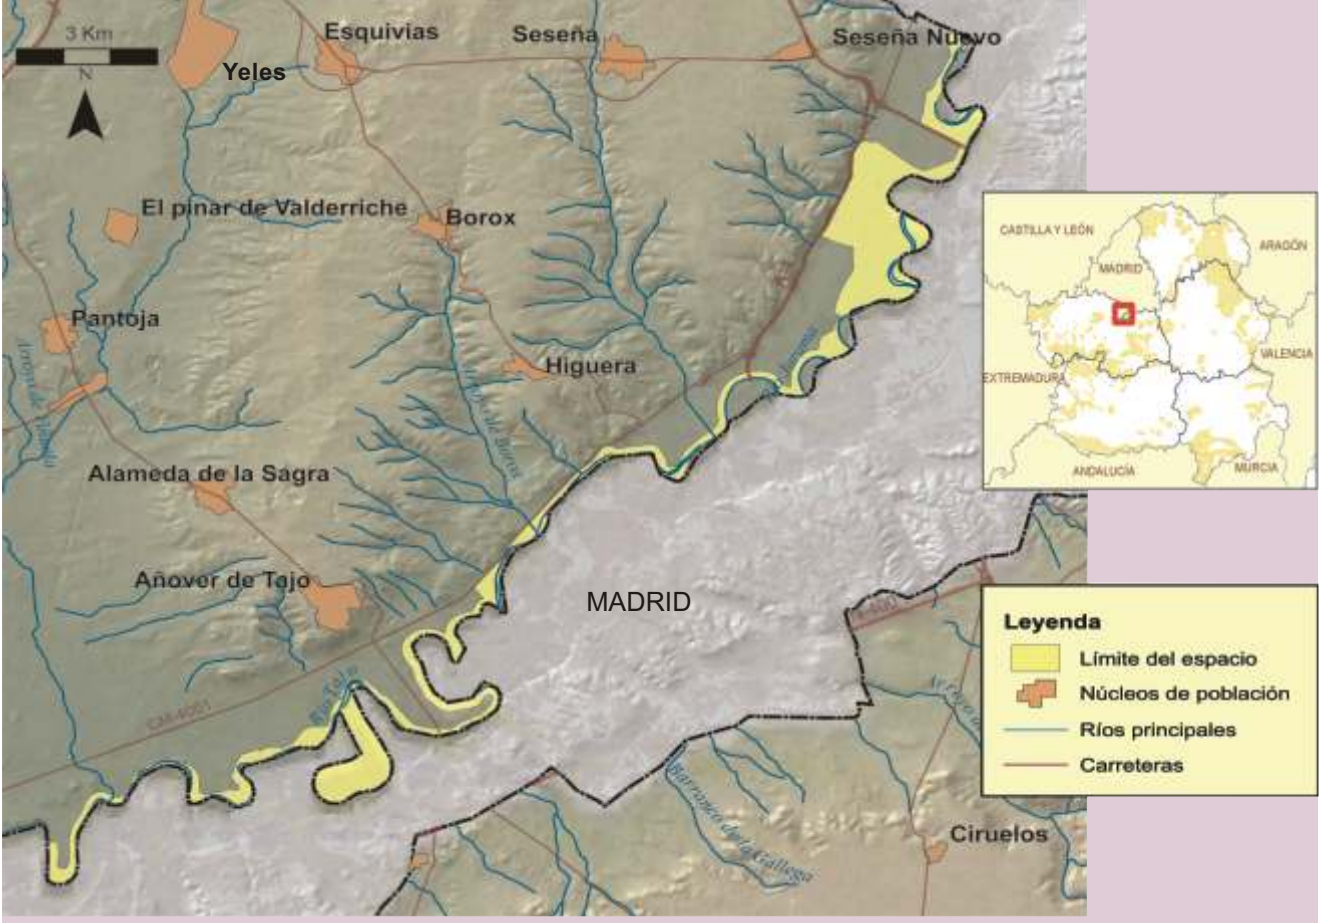 3 Km
N
Esquivias
Seseña
Seseña Nuevo
Yeles
El pinar de Valderriche
Borox
Pantoja
Higuera
Alameda de la Sagra
Añover de Tajo
MADRID
Río Tajo
CM-4001
Barranco de la Gallega
Ciruelos
CASTILLA Y LEÓN
ARAGÓN
MADRID
VALENCIA
EXTREMADURA
ANDALUCÍA
MURCIA
Leyenda
Límite del espacio
Núcleos de población
Ríos principales
Carreteras